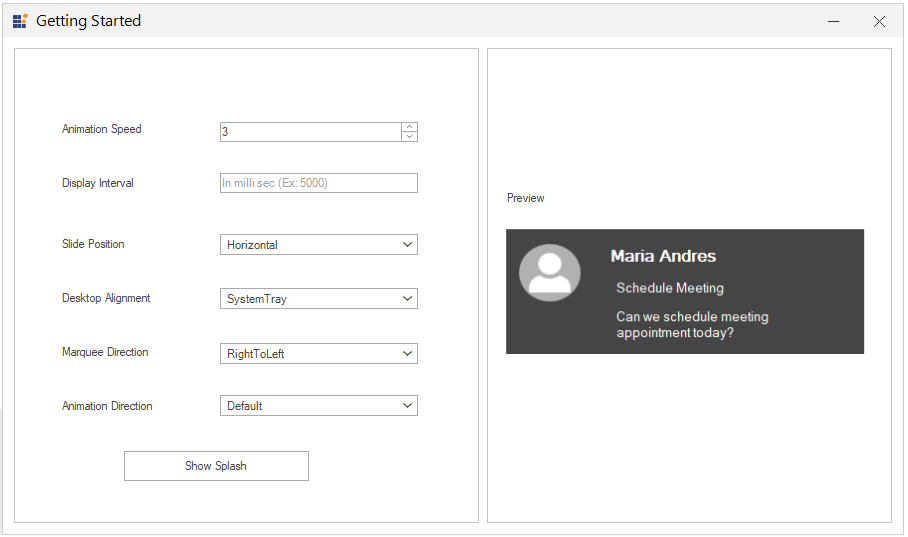 Getting Started
Animation Speed
3
Display Interval
In milli sec (Ex: 5000)
Slide Position
Horizontal
Desktop Alignment
SystemTray
Marquee Direction
RightToLeft
Animation Direction
Default
Show Splash
Preview
Maria Andres
Schedule Meeting
Can we schedule meeting
appointment today?